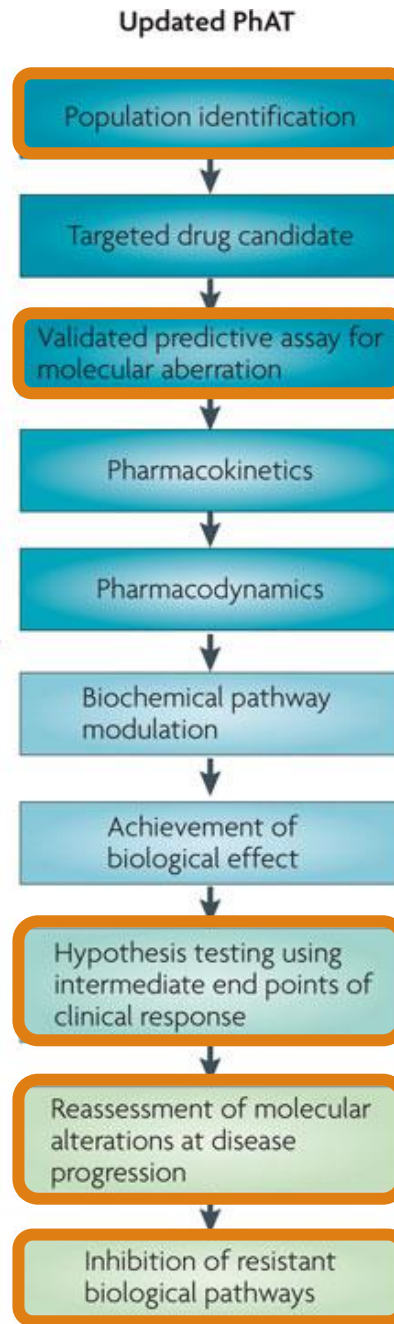 Updated PhAT
Population identification
Targeted drug candidate
Validated predictive assay for
molecular aberration
Pharmacokinetics
Pharmacodynamics
Biochemical pathway
modulation
Achievement of
biological effect
Hypothesis testing using
intermediate end points of
clinical response
Reassessment of molecular
alterations at disease
progression
Inhibition of resistant
biological pathways